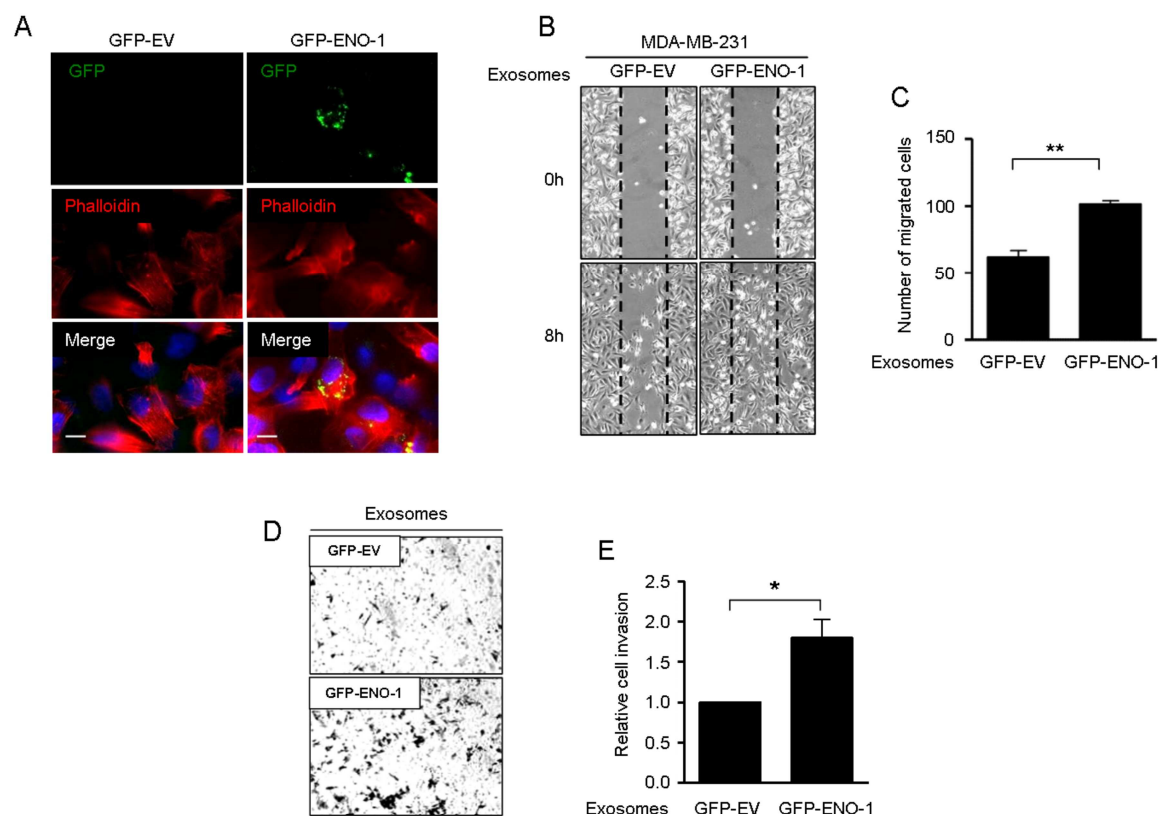 A
GFP-EV GFP-ENO-1
GFP GFP
Phalloidin Phalloidin
Merge Merge
B
MDA-MB-231
Exosomes GFP-EV GFP-ENO-1
0h
8h
C
150
100
50
0
Number of migrated cells
**
Exosomes GFP-EV GFP-ENO-1
D
Exosomes
GFP-EV
GFP-ENO-1
E
2.5
2.0
1.5
1.0
0.5
0.0
Relative cell invasion
*
Exosomes GFP-EV GFP-ENO-1